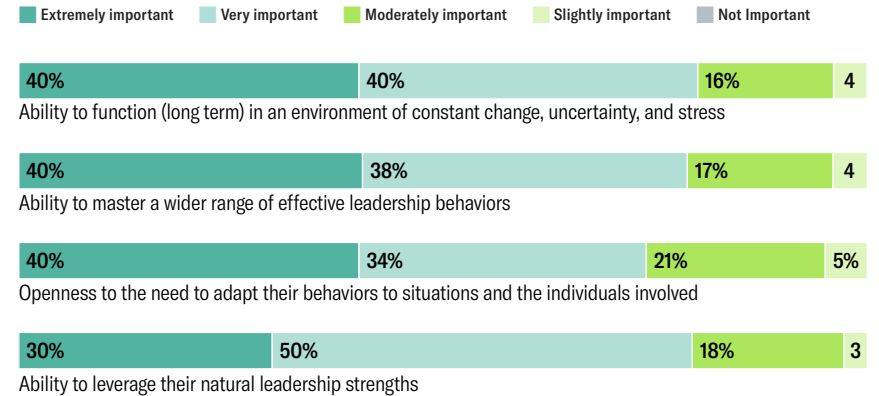 Extremely important Very important Moderately important Slightly important Not Important
40% 40% 16% 4
Ability to function (long term) in an environment of constant change, uncertainty, and stress
40% 38% 17% 4
Ability to master a wider range of effective leadership behaviors
40% 34% 21% 5%
Openness to the need to adapt their behaviors to situations and the individuals involved
30% 50% 18% 3
Ability to leverage their natural leadership strengths